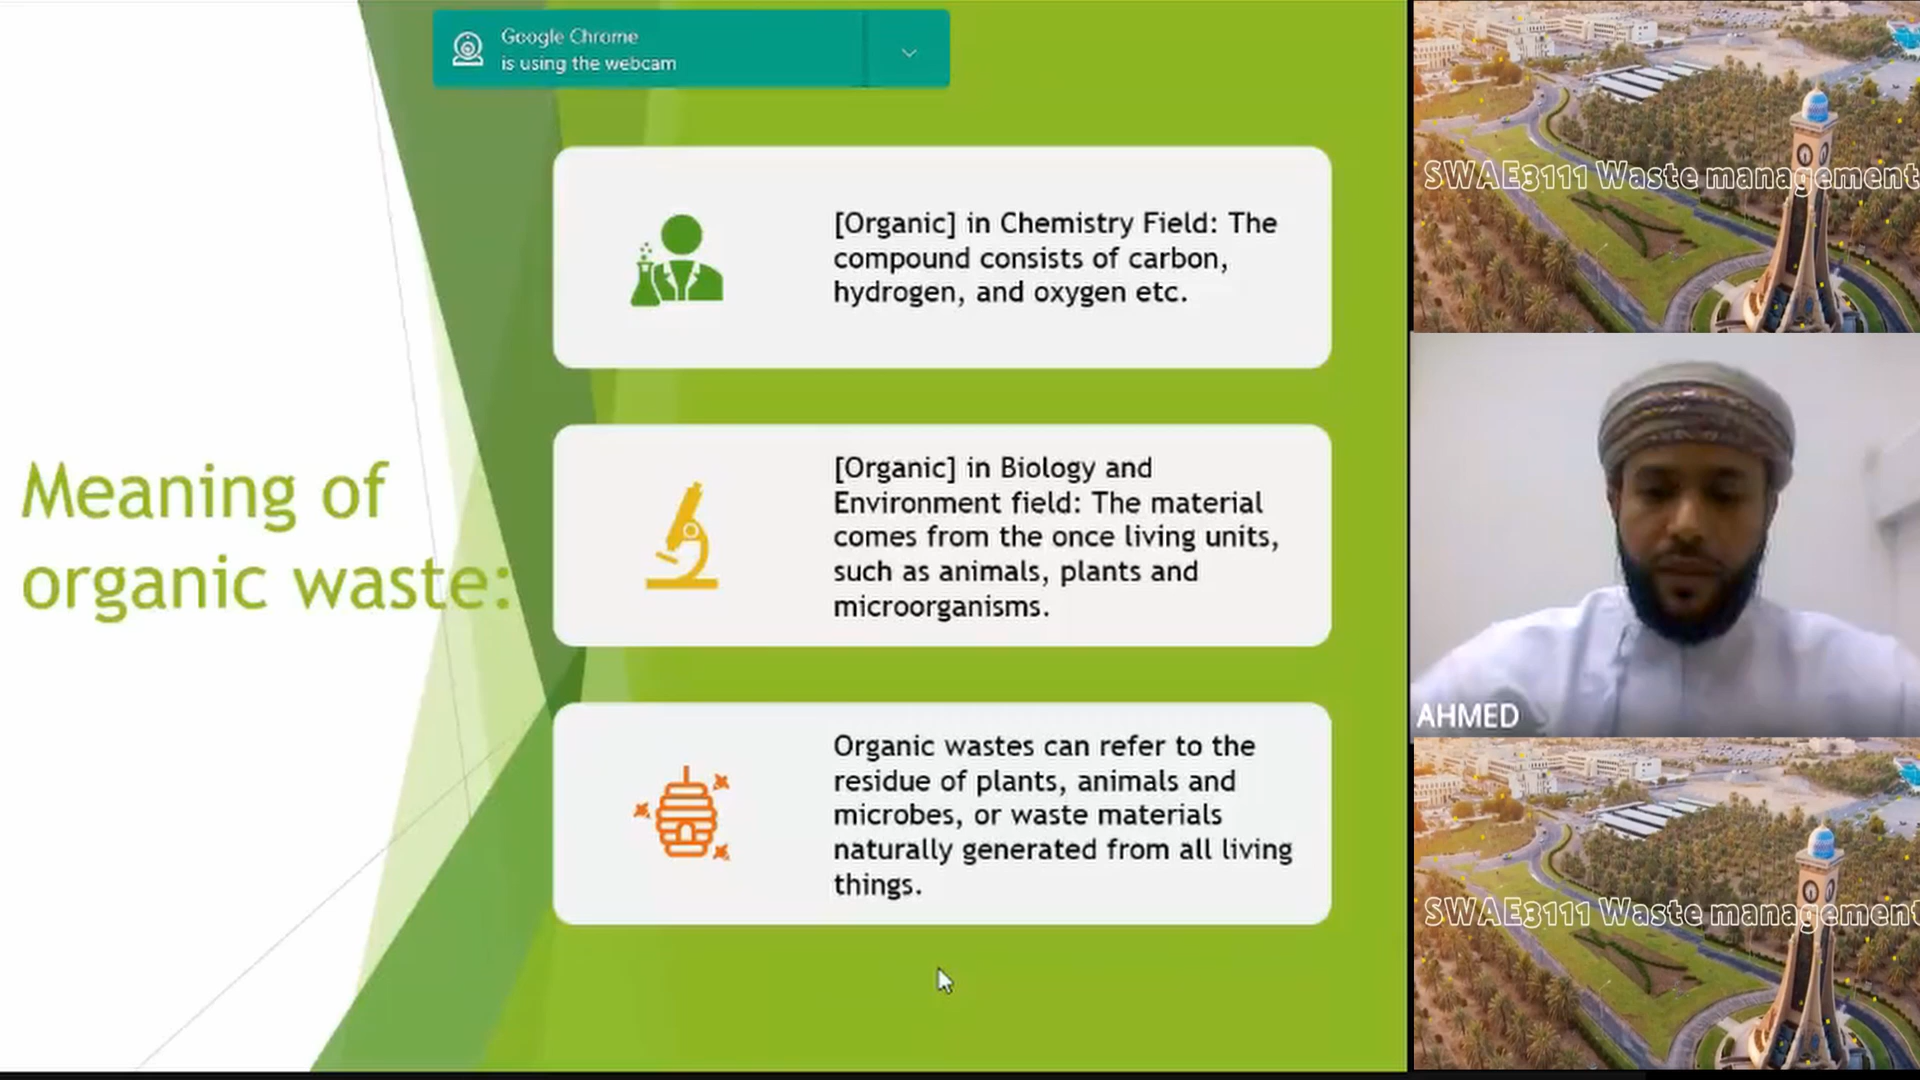 Google Chrome
is using the webcam
Meaning of
organic waste:
[Organic] in Chemistry Field: The
compound consists of carbon,
hydrogen, and oxygen etc.
[Organic] in Biology and
Environment field: The material
comes from the once living units,
such as animals, plants and
microorganisms.
Organic wastes can refer to the
residue of plants, animals and
microbes, or waste materials
naturally generated from all living
things.
SWAE3111 Waste management
AHMED
SWAE3111 Waste management